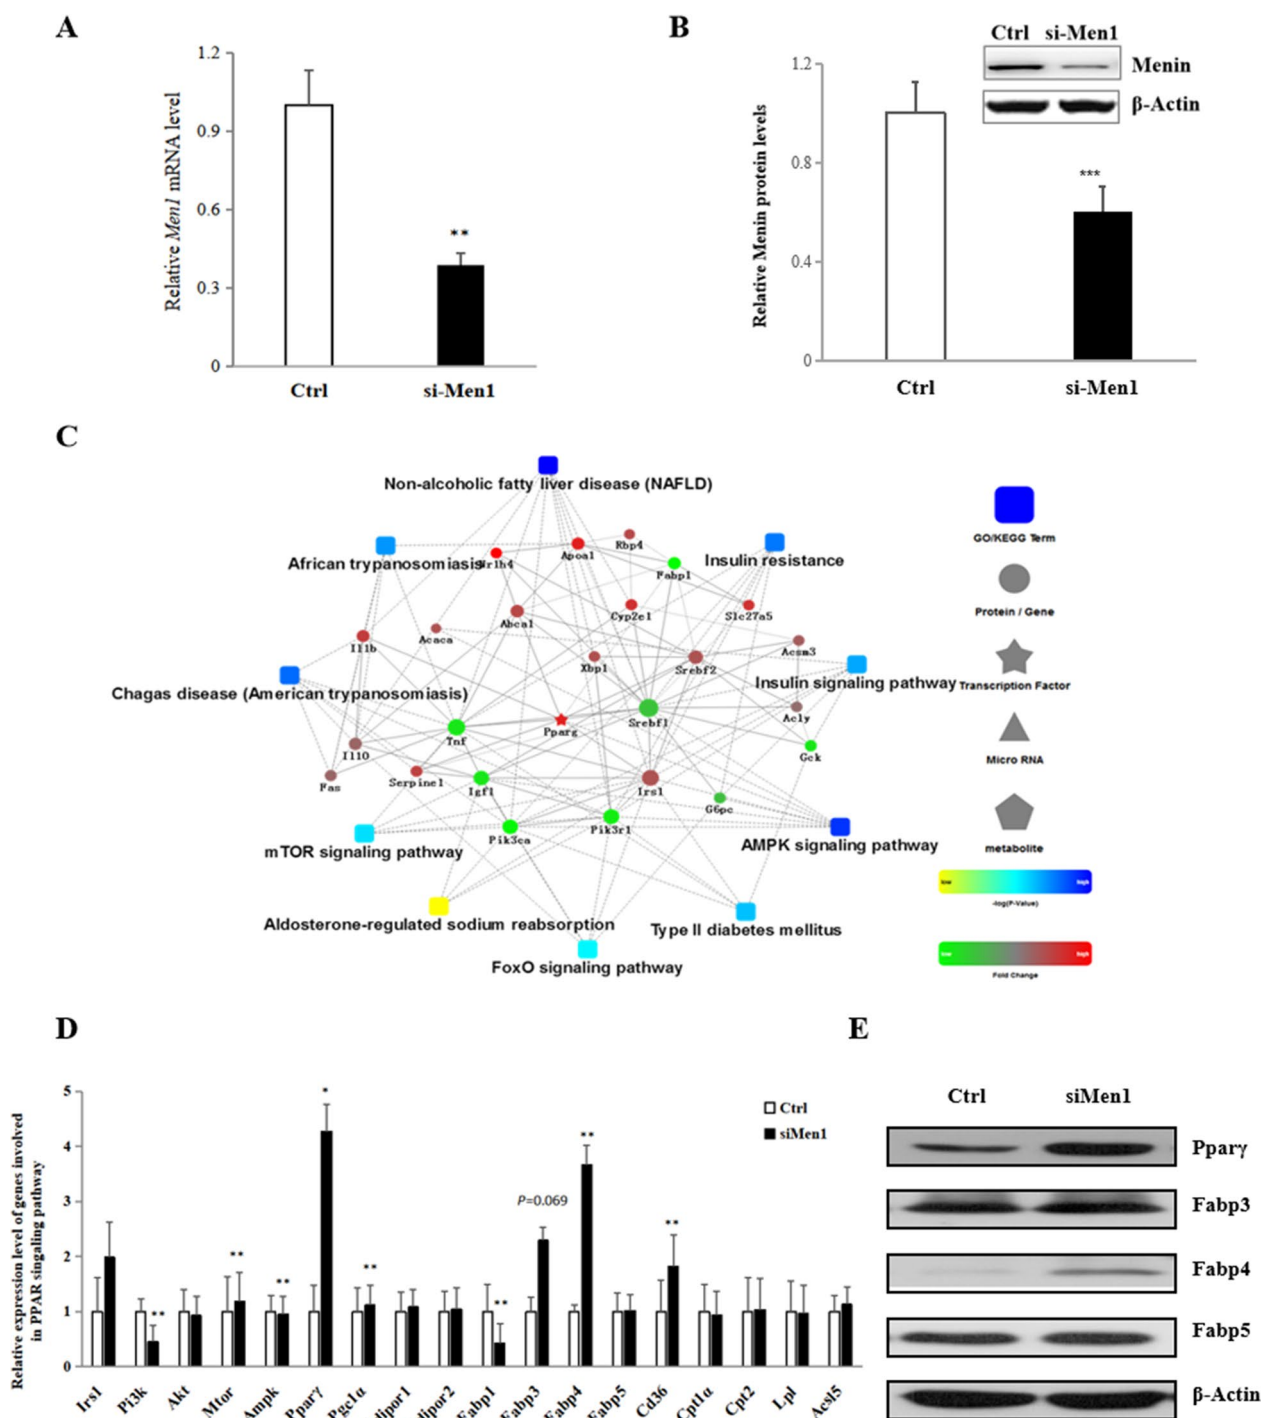 A
1.2
0.9
0.6
0.3
0
Relative Men1 mRNA level
**
Ctrl
si-Men1
B
Ctrl si-Men1
Menin
β-Actin
1.2
0.8
0.4
0
Relative Menin protein levels
***
Ctrl
si-Men1
C
Non-alcoholic fatty liver disease (NAFLD)
African trypanosomiasis
Nr1h4
Apoa1
Rbp4
Fabp1
Insulin resistance
Il1b
Acaca
Abca1
Cyp2e1
Slc27a5
Acsm3
Xbp1
Srebf2
Chagas disease (American trypanosomiasis)
Insulin signaling pathway
Tnf
Pparg
Srebf1
Acly
Il10
Gck
Fas
Serpine1
Igf1
Irs1
G6pc
Pik3ca
Pik3r1
mTOR signaling pathway
AMPK signaling pathway
Aldosterone-regulated sodium reabsorption
Type II diabetes mellitus
FoxO signaling pathway
GO/KEGG Term
Protein / Gene
Transcription Factor
Micro RNA
metabolite
low
high
-log(P-Value)
low
high
Fold Change
D
Relative expression level of genes involved
in PPAR singaling pathway
5
4
3
2
1
0
**
**
**
*
**
**
P=0.069
**
**
Ctrl
siMen1
Irs1
Pi3k
Akt
Mtor
Ampk
Pparγ
Pgc1α
dipor1
dipor2
Fabp1
Fabp3
Fabp4
Fabp5
Cd36
Cpt1α
Cpt2
Lpl
Acsl5
E
Ctrl
siMen1
Pparγ
Fabp3
Fabp4
Fabp5
β-Actin